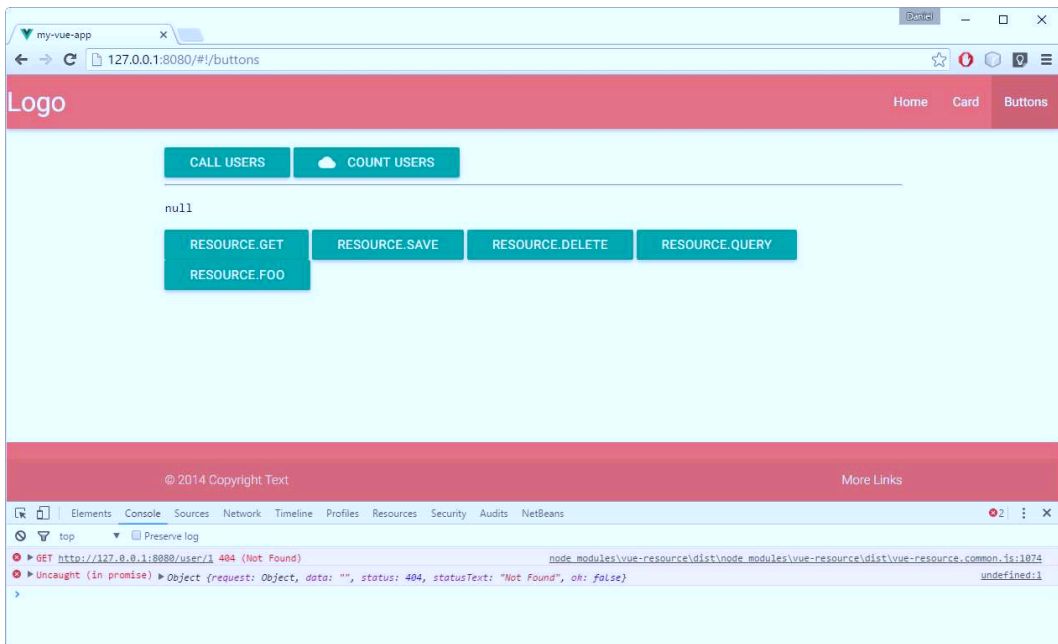 Daniel
my-vue-app
127.0.0.1:8080/#!/buttons
Logo Home Card Buttons
CALL USERS COUNT USERS
null
RESOURCE.GET RESOURCE.SAVE RESOURCE.DELETE RESOURCE.QUERY
RESOURCE.FOO
© 2014 Copyright Text More Links
Elements Console Sources Network Timeline Profiles Resources Security Audits NetBeans 2
top Preserve log
GET http://127.0.0.1:8080/user/1 404 (Not Found) node modules\vue-resource\dist\node modules\vue-resource\dist\vue-resource.common.js:1074
Uncaught (in promise) Object {request: Object, data: "", status: 404, statusText: "Not Found", ok: false} undefined:1